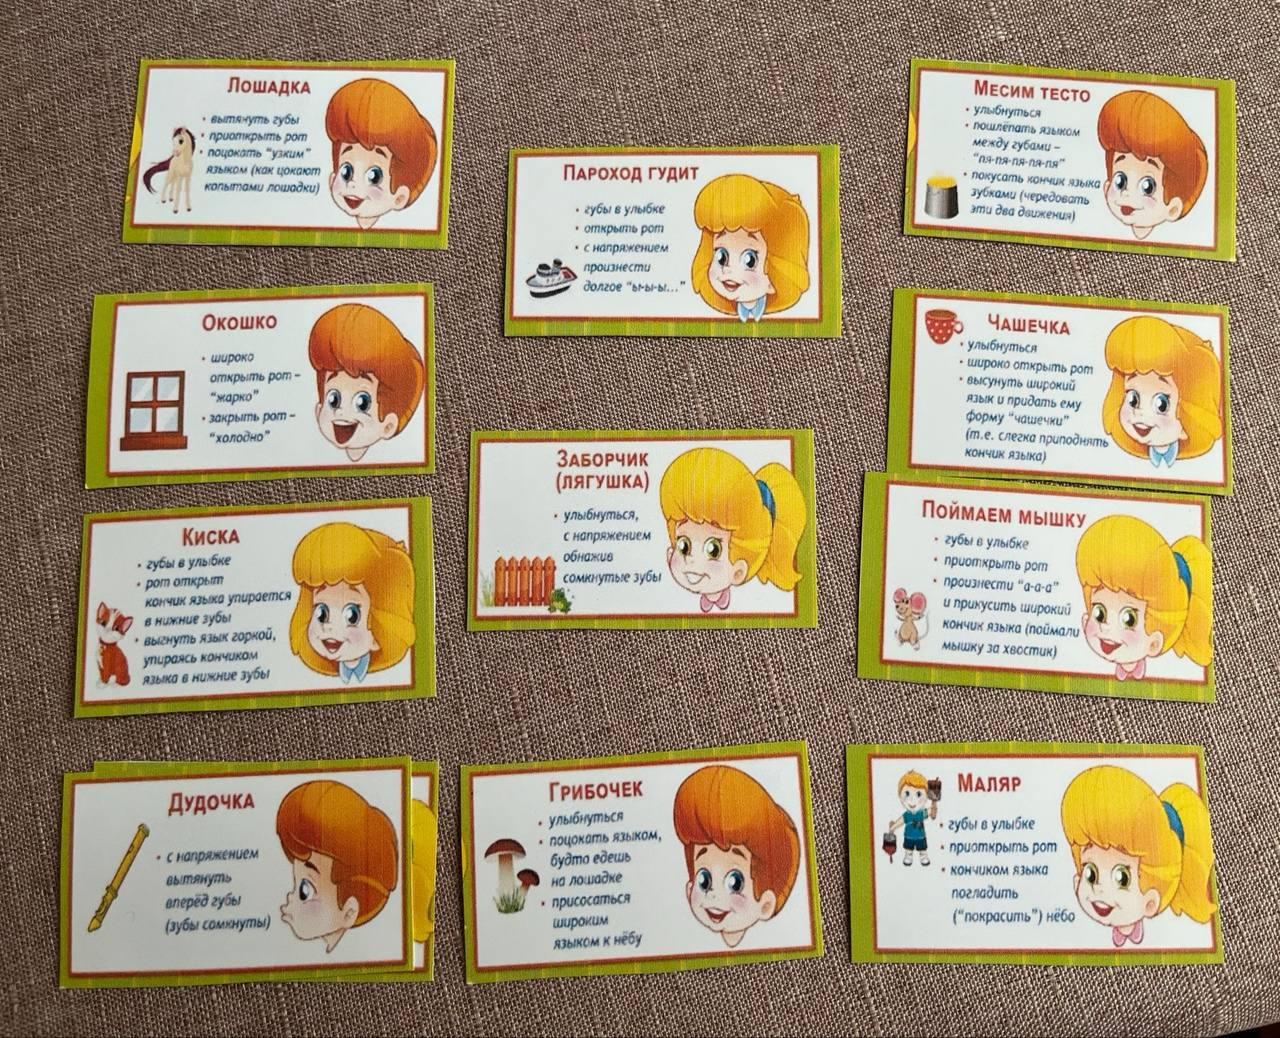 Лошадка
• вытянуть губы
• приоткрыть рот
• поцокать "узким"
языком (как цокают
копытами лошадки)
Пароход гудит
• губы в улыбке
• открыть рот
• с напряжением
произнести
долгое "ы-ы-ы..."
Месим тесто
• улыбнуться
• пошлёпать языком
между губами –
"пя-пя-пя-пя-пя"
• покусать кончик языка
зубками (чередовать
эти два движения)
Окошко
• широко
открыть рот –
"жарко"
• закрыть рот –
"холодно"
Заборчик
(лягушка)
• улыбнуться,
с напряжением
обнажив
сомкнутые зубы
Чашечка
• улыбнуться
• широко открыть рот
• высунуть широкий
язык и придать ему
форму "чашечки"
(т.е. слегка приподнять
кончик языка)
Киска
• губы в улыбке
• рот открыт
кончик языка упирается
в нижние зубы
• выгнуть язык горкой,
упираясь кончиком
языка в нижние зубы
Поймаем мышку
• губы в улыбке
• приоткрыть рот
• произнести "а-а-а"
и прикусить широкий
кончик языка (поймали
мышку за хвостик)
Дудочка
• с напряжением
вытянуть
вперёд губы
(зубы сомкнуты)
Грибочек
• улыбнуться
• поцокать языком,
будто едешь
на лошадке
• присосаться
широким
языком к нёбу
Маляр
• губы в улыбке
• приоткрыть рот
• кончиком языка
погладить
("покрасить") нёбо